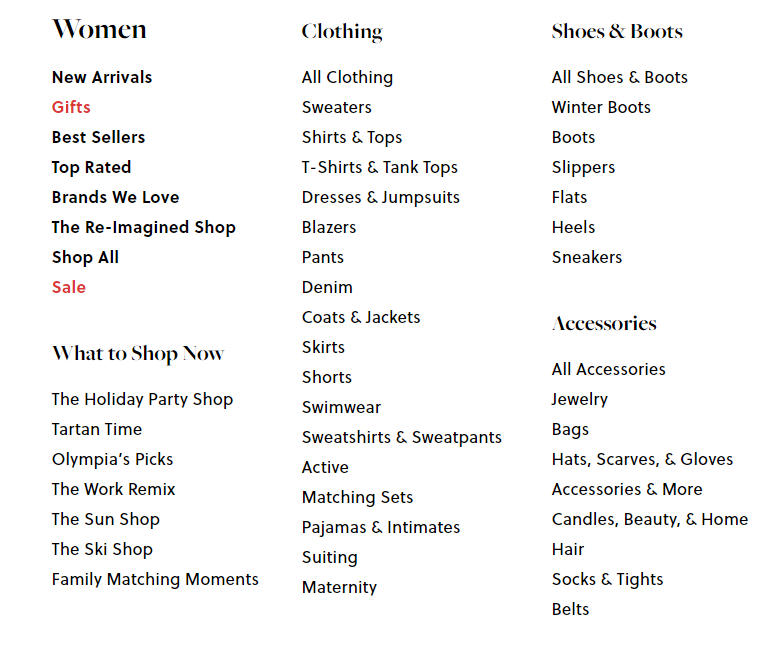 Women
New Arrivals
Gifts
Best Sellers
Top Rated
Brands We Love
The Re-Imagined Shop
Shop All
Sale
What to Shop Now
The Holiday Party Shop
Tartan Time
Olympia's Picks
The Work Remix
The Sun Shop
The Ski Shop
Family Matching Moments
Clothing
All Clothing
Sweaters
Shirts & Tops
T-Shirts & Tank Tops
Dresses & Jumpsuits
Blazers
Pants
Denim
Coats & Jackets
Skirts
Shorts
Swimwear
Sweatshirts & Sweatpants
Active
Matching Sets
Pajamas & Intimates
Suiting
Maternity
Shoes & Boots
All Shoes & Boots
Winter Boots
Boots
Slippers
Flats
Heels
Sneakers
Accessories
All Accessories
Jewelry
Bags
Hats, Scarves, & Gloves
Accessories & More
Candles, Beauty, & Home
Hair
Socks & Tights
Belts